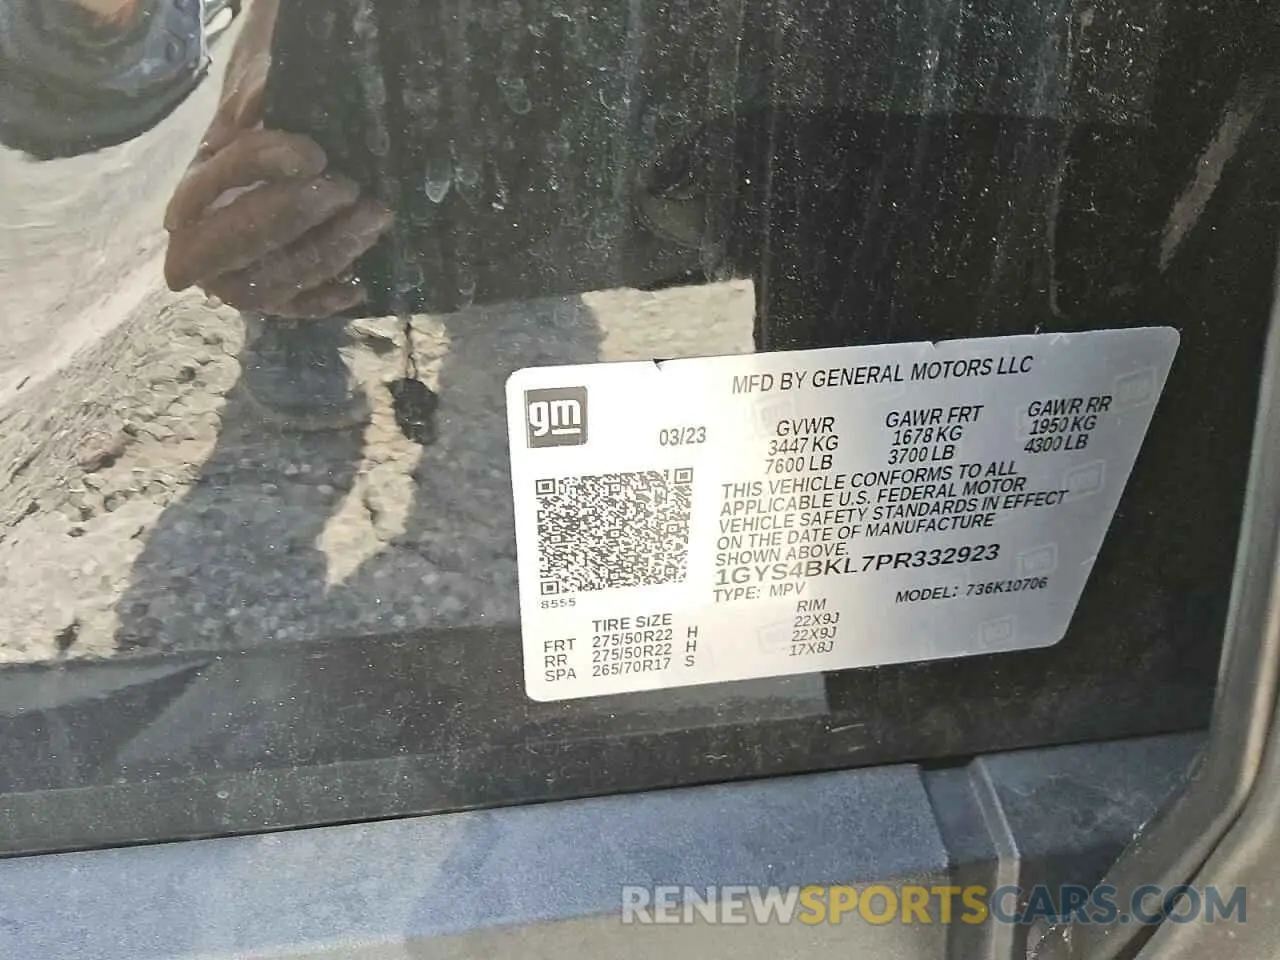 MFD BY GENERAL MOTORS LLC
gm
03/23
GVWR GAWR FRT GAWR RR
3447 KG 1678 KG 1950 KG
7600 LB 3700 LB 4300 LB
THIS VEHICLE CONFORMS TO ALL
APPLICABLE U.S. FEDERAL MOTOR
VEHICLE SAFETY STANDARDS IN EFFECT
ON THE DATE OF MANUFACTURE
SHOWN ABOVE.
1GYS4BKL7PR332923
TYPE: MPV MODEL: 736K10706
8555
TIRE SIZE RIM
FRT 275/50R22 H 22X9J
RR 275/50R22 H 22X9J
SPA 265/70R17 S 17X8J
RENEWSPORTSCARS.COM